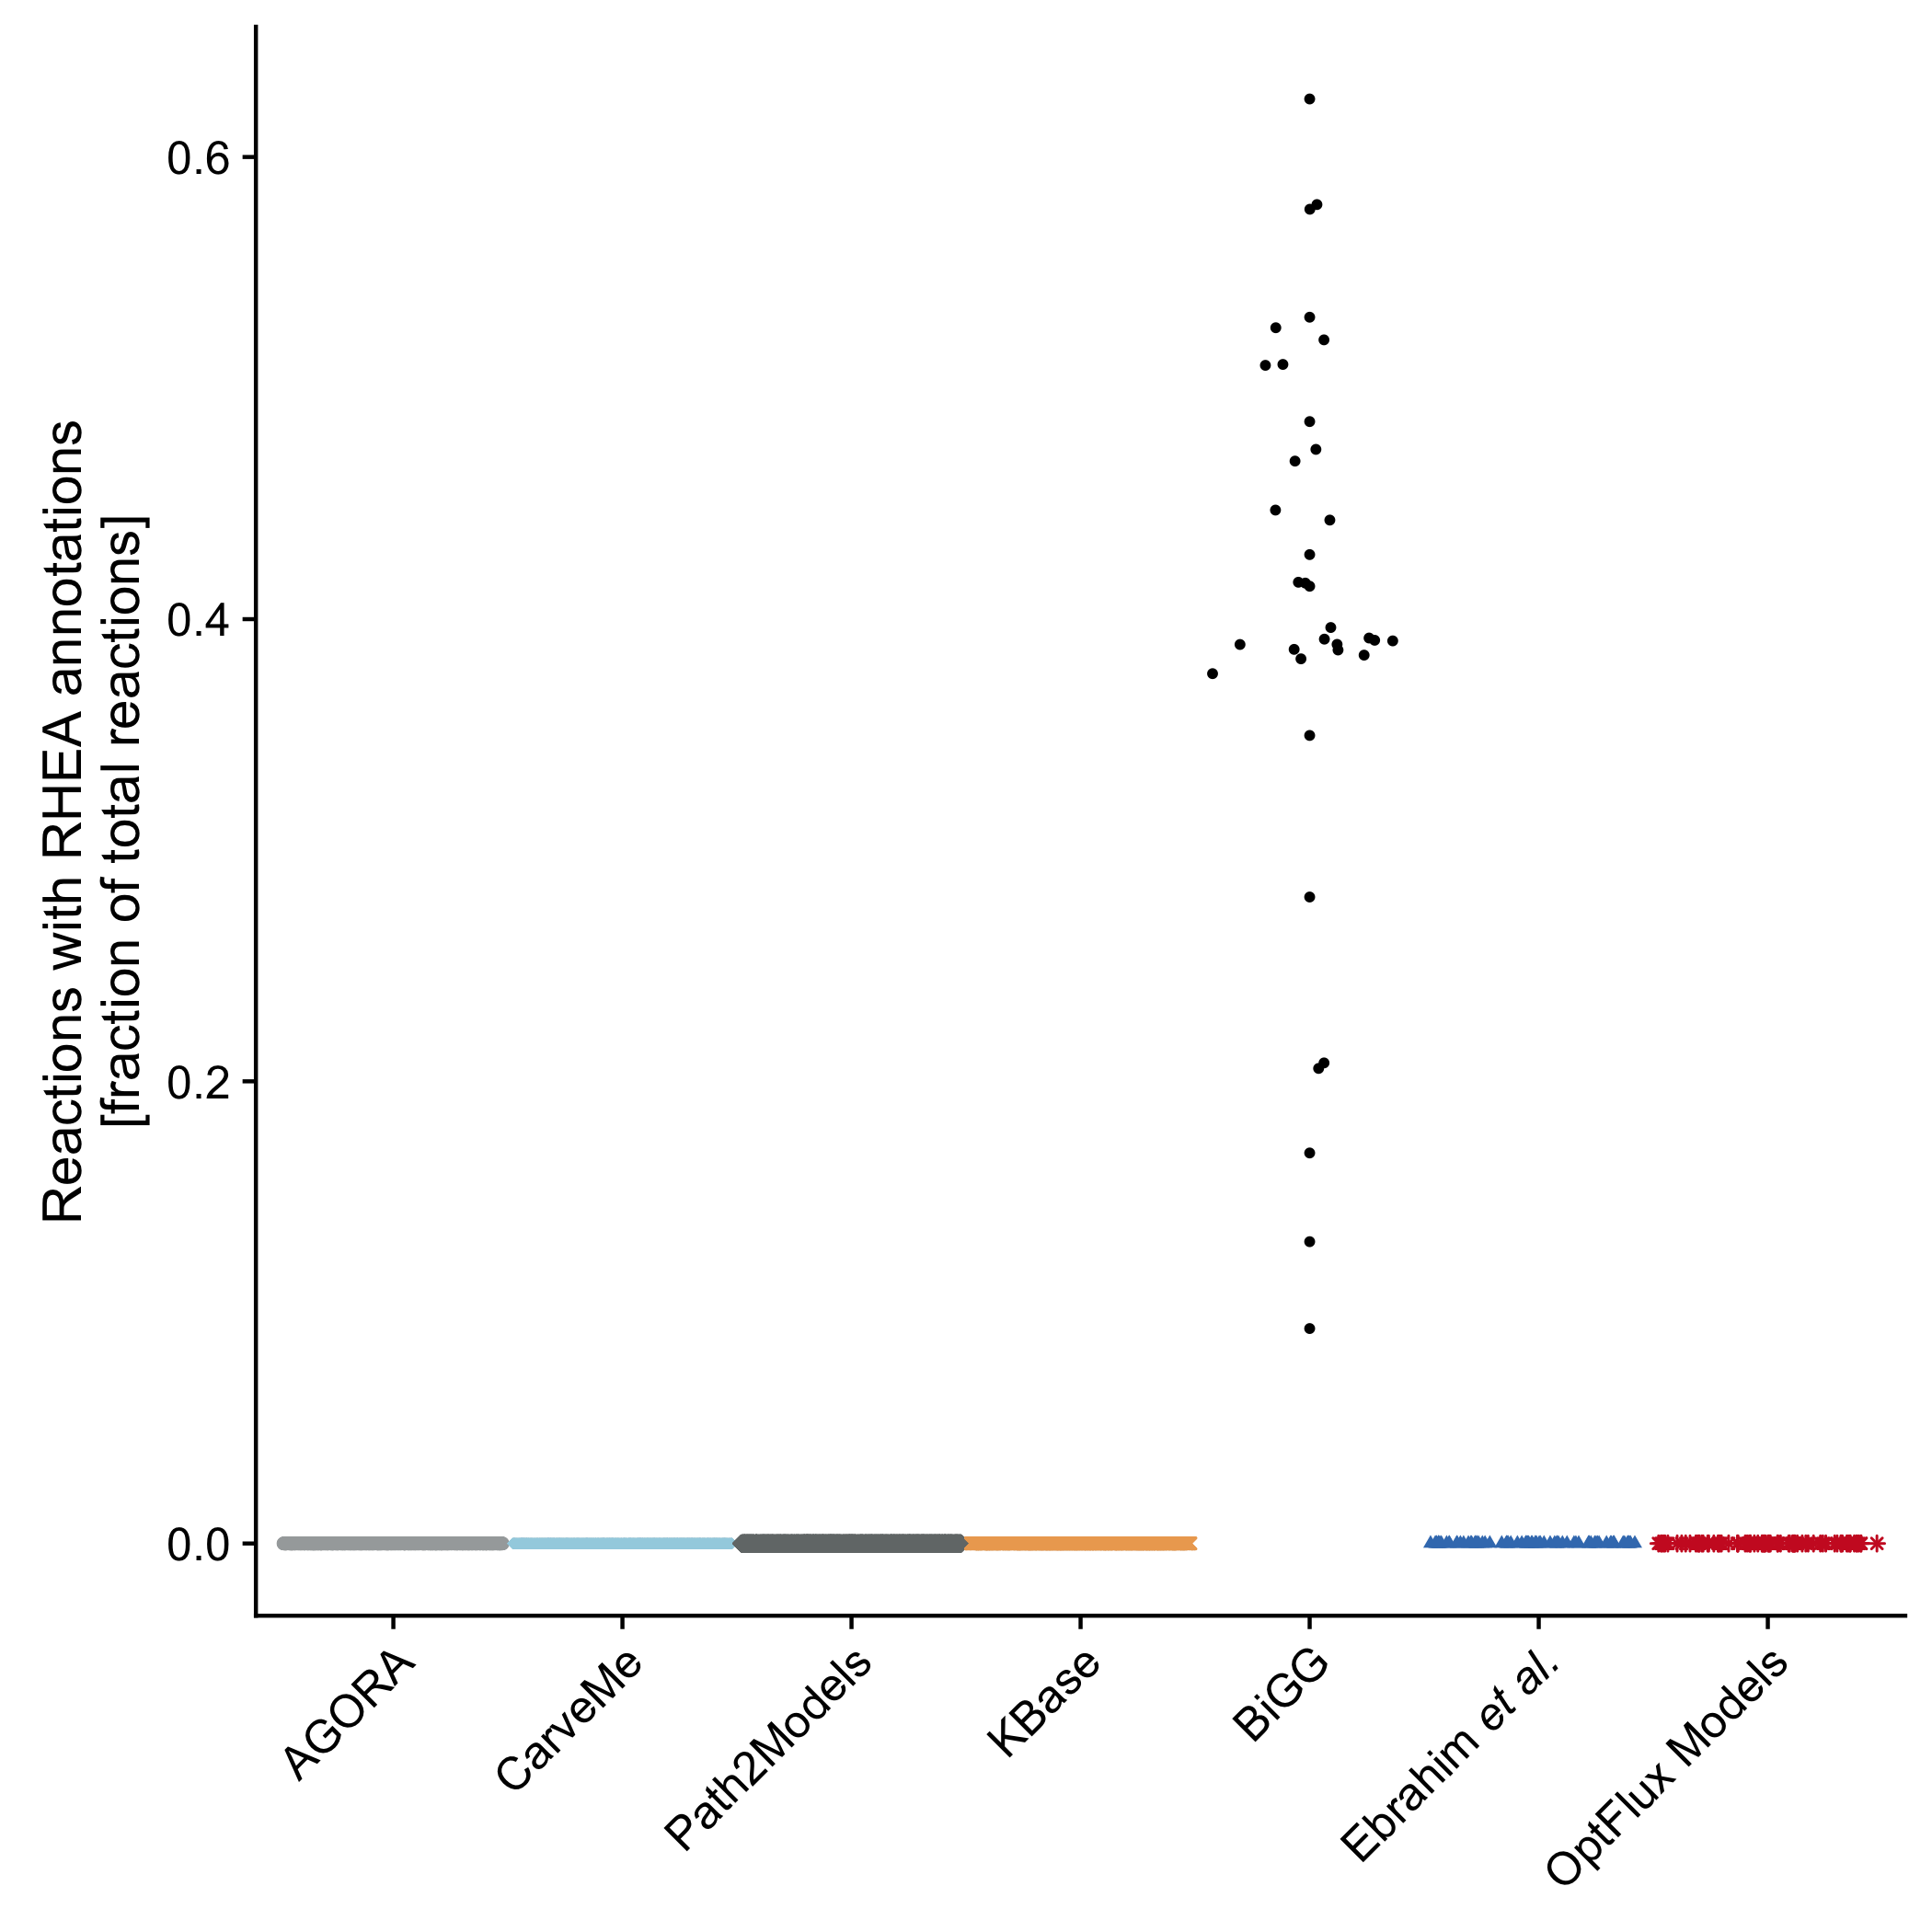 Reactions with RHEA annotations
[fraction of total reactions]
0.6
0.4
0.2
0.0
AGORA
CarveMe
Path2Models
KBase
BiGG
Ebrahim et al.
OptFlux Models